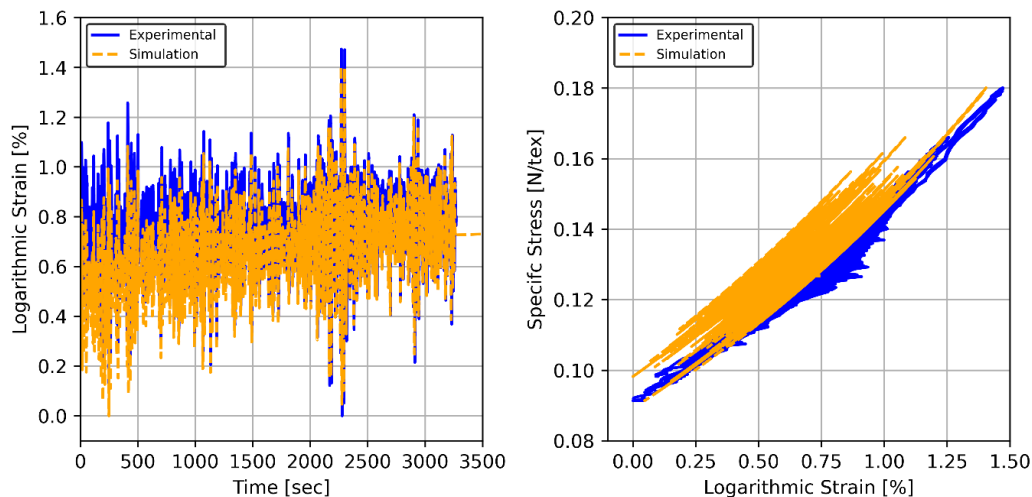 1.6
1.4
1.2
1.0
0.8
0.6
0.4
0.2
0.0
Logarithmic Strain [%]
Experimental
Simulation
0 500 1000 1500 2000 2500 3000 3500
Time [sec]
0.20
0.18
0.16
0.14
0.12
0.10
0.08
Specifc Stress [N/tex]
Experimental
Simulation
0.00 0.25 0.50 0.75 1.00 1.25 1.50
Logarithmic Strain [%]